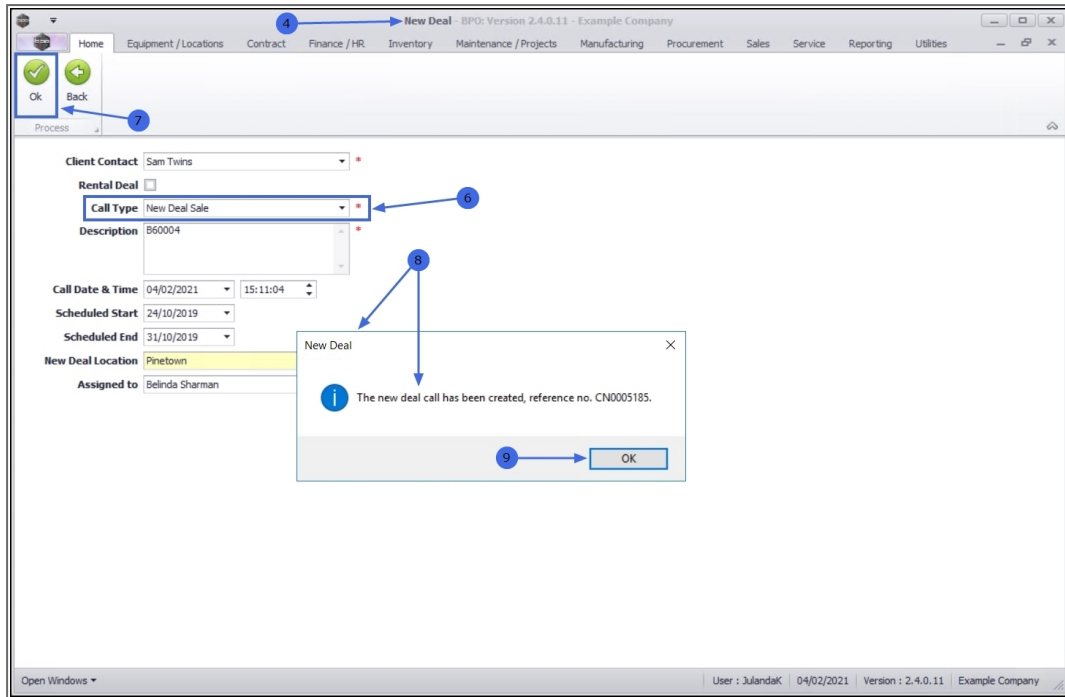 4
New Deal - BPO: Version 2.4.0.11 - Example Company
Home Equipment / Locations Contract Finance / HR Inventory Maintenance / Projects Manufacturing Procurement Sales Service Reporting Utilities
Ok Back
7
Process
Client Contact Sam Twins *
Rental Deal
Call Type New Deal Sale *
6
Description B60004 *
8
Call Date & Time 04/02/2021 15:11:04
Scheduled Start 24/10/2019
Scheduled End 31/10/2019
New Deal Location Pinetown
Assigned to Belinda Sharman
New Deal
i
The new deal call has been created, reference no. CN0005185.
9
OK
Open Windows User : JulandaK 04/02/2021 Version : 2.4.0.11 Example Company